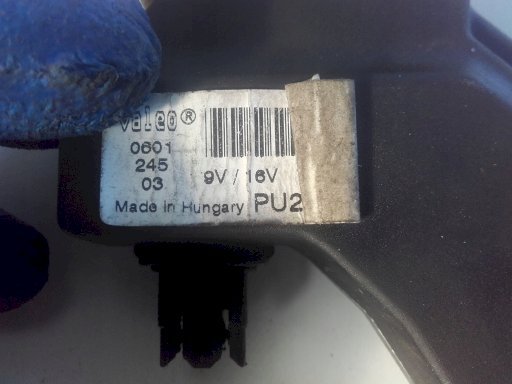 valeo®
0601
245
03
9V / 16V
Made in Hungary PU2